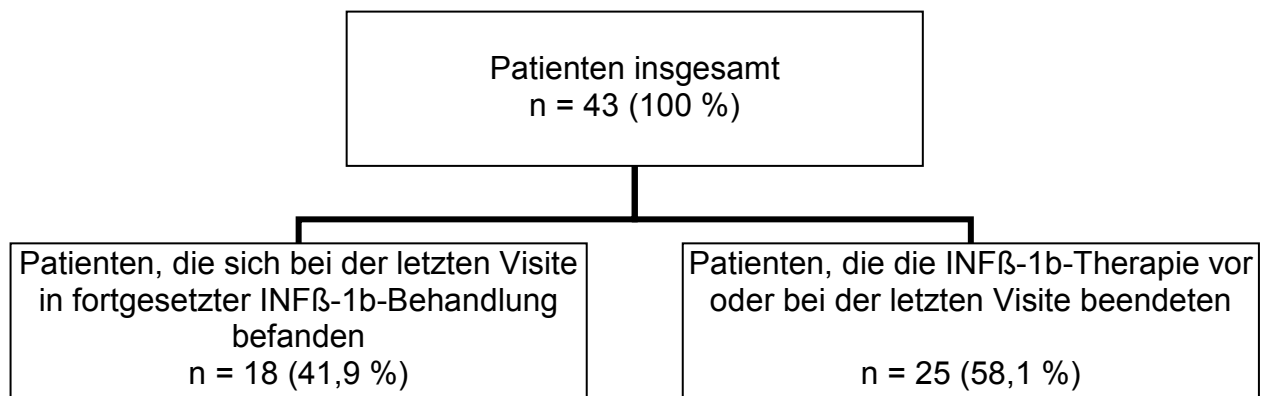 Patienten insgesamt
n = 43 (100 %)
Patienten, die sich bei der letzten Visite
in fortgesetzter INFß-1b-Behandlung
befanden
n = 18 (41,9 %)
Patienten, die die INFß-1b-Therapie vor
oder bei der letzten Visite beendeten
n = 25 (58,1 %)